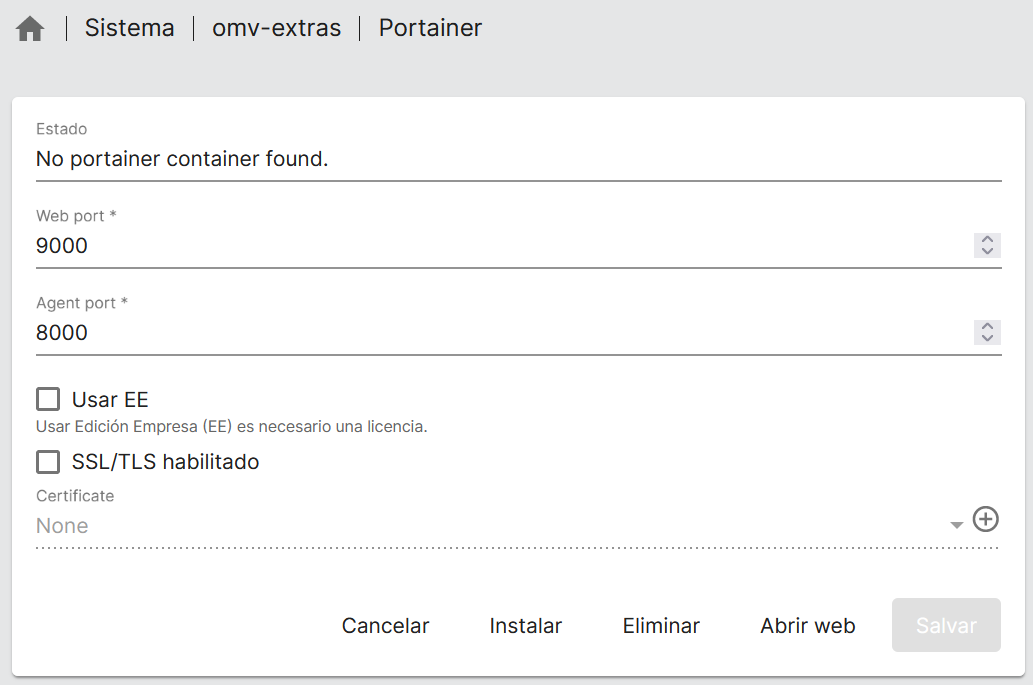 Sistema | omv-extras | Portainer
Estado
No portainer container found.
Web port *
9000
Agent port *
8000
Usar EE
Usar Edición Empresa (EE) es necesario una licencia.
SSL/TLS habilitado
Certificate
None
Cancelar Instalar Eliminar Abrir web Salvar